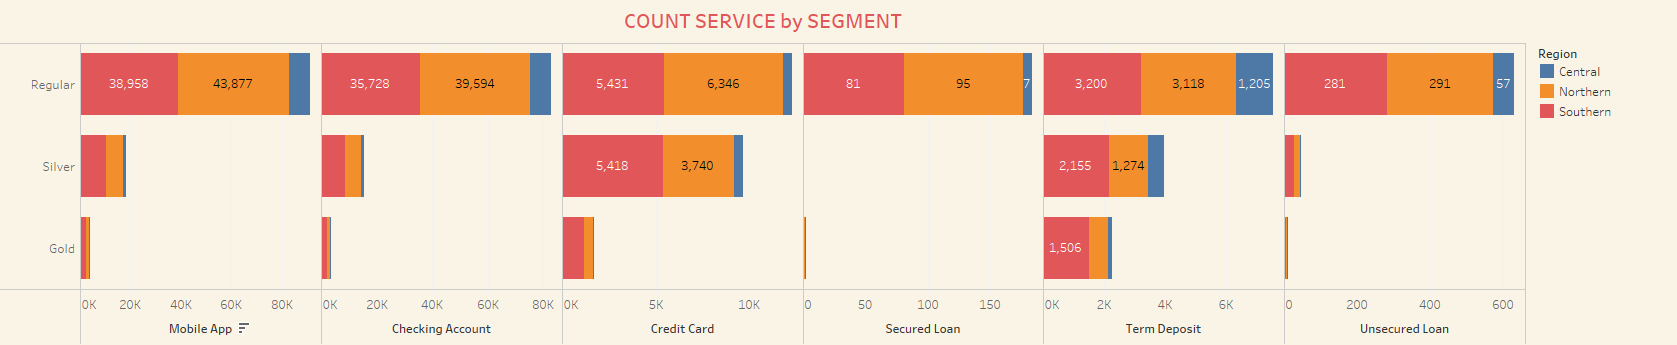 COUNT SERVICE by SEGMENT
Region
Central
Northern
Southern
Regular 38,958 43,877 35,728 39,594 5,431 6,346 81 95 7 3,200 3,118 1,205 281 291 57
Silver 5,418 3,740 2,155 1,274
Gold 1,506
0K 20K 40K 60K 80K 0K 20K 40K 60K 80K 0K 5K 10K 0 50 100 150 0K 2K 4K 6K 0 200 400 600
Mobile App Checking Account Credit Card Secured Loan Term Deposit Unsecured Loan